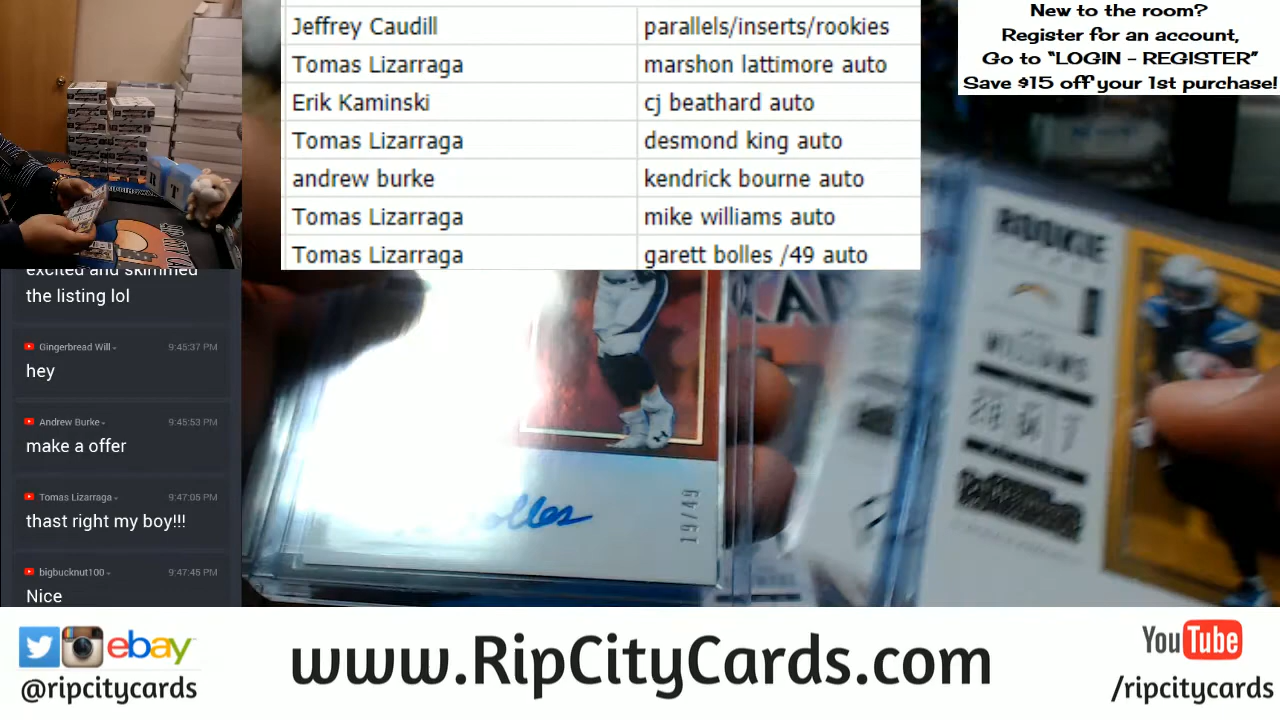 Jeffrey Caudill parallels/inserts/rookies
Tomas Lizarraga marshon lattimore auto
Erik Kaminski cj beathard auto
Tomas Lizarraga desmond king auto
andrew burke kendrick bourne auto
Tomas Lizarraga mike williams auto
Tomas Lizarraga garett bolles /49 auto
New to the room?
Register for an account,
Go to “LOGIN - REGISTER”
Save $15 off your 1st purchase!
excited and skimmed
the listing lol
Gingerbread Will 9:45:37 PM
hey
Andrew Burke 9:45:53 PM
make a offer
Tomas Lizarraga 9:47:05 PM
thast right my boy!!!
bigbucknut100 9:47:45 PM
Nice
19/49
ROOKIE
WILLIAMS
ebay
@ripcitycards
www.RipCityCards.com
YouTube
/ripcitycards